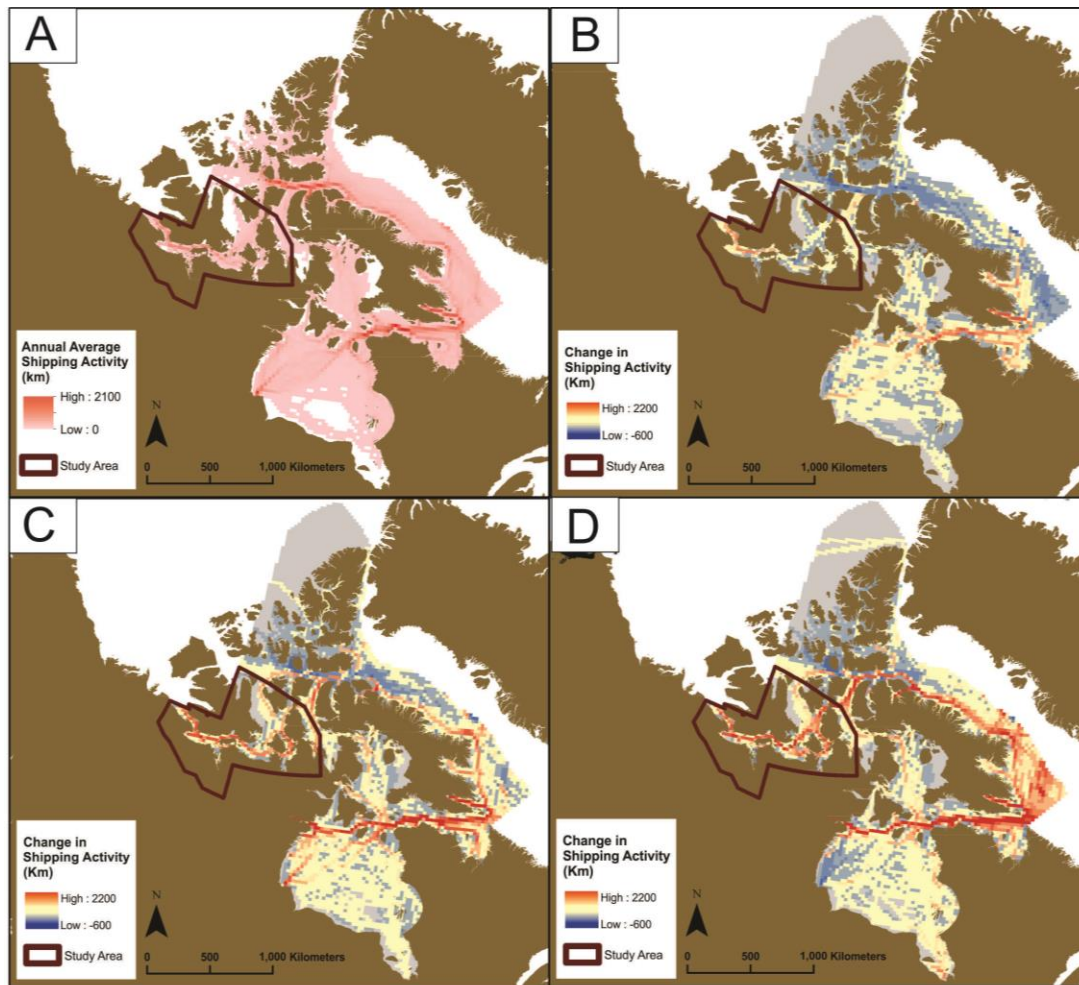 A
Annual Average
Shipping Activity
(km)
High : 2100
Low : 0
Study Area
N
0 500 1,000 Kilometers
B
Change in
Shipping Activity
(Km)
High : 2200
Low : -600
Study Area
N
0 500 1,000 Kilometers
C
Change in
Shipping Activity
(Km)
High : 2200
Low : -600
Study Area
N
0 500 1,000 Kilometers
D
Change in
Shipping Activity
(Km)
High : 2200
Low : -600
Study Area
N
0 500 1,000 Kilometers